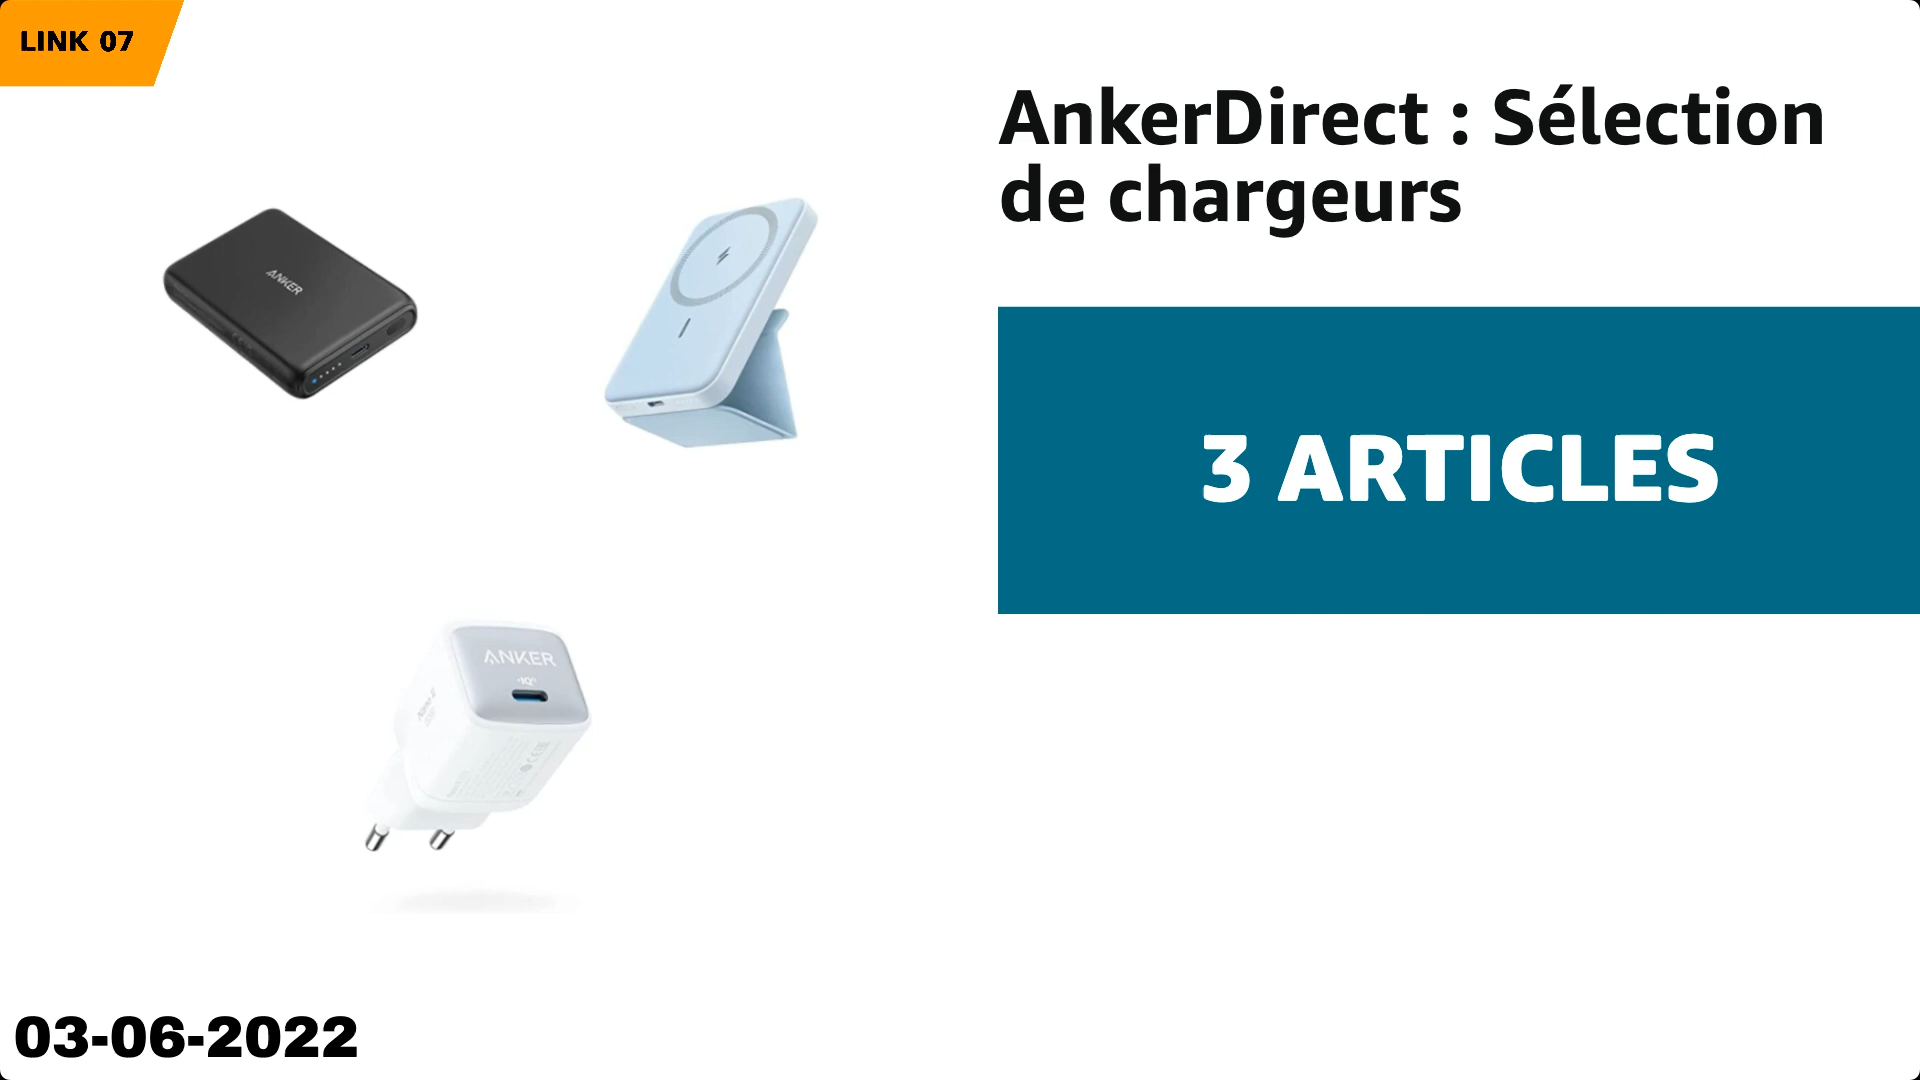 LINK 07
AnkerDirect : Sélection
de chargeurs
ANKER
3 ARTICLES
ANKER
03-06-2022